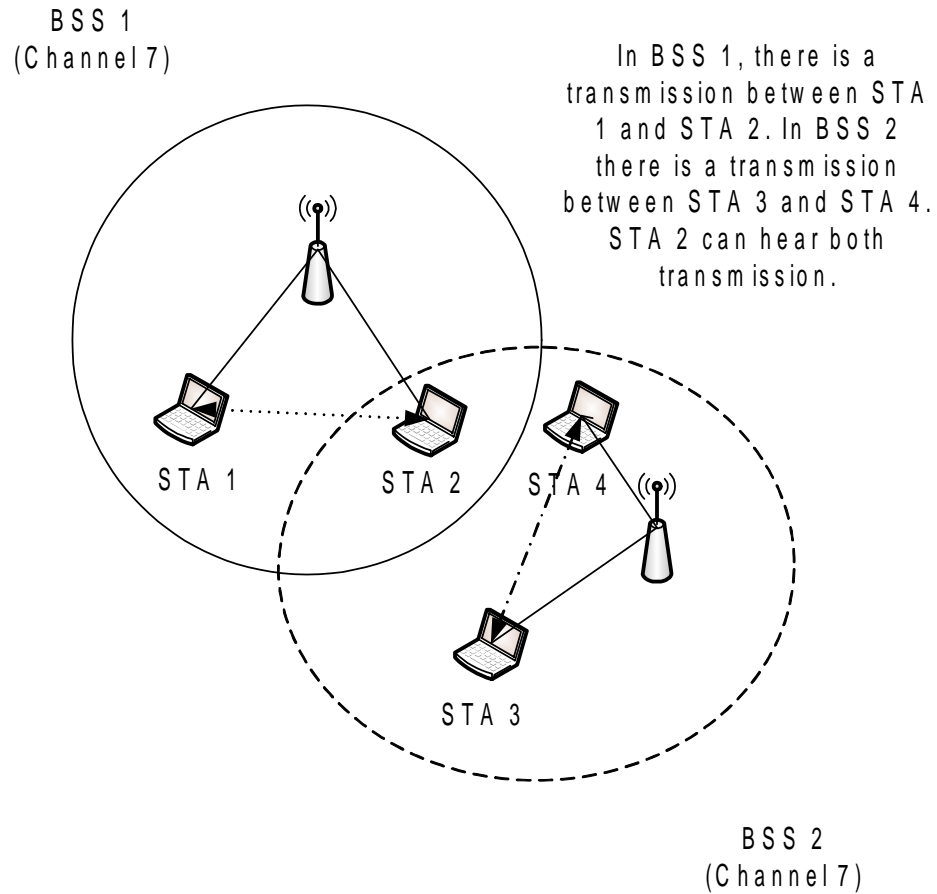 BSS 1
(Channel 7)
In BSS 1, there is a
transmission between STA
1 and STA 2. In BSS 2
there is a transmission
between STA 3 and STA 4.
STA 2 can hear both
transmission.
STA 1
STA 2
STA 4
STA 3
BSS 2
(Channel 7)